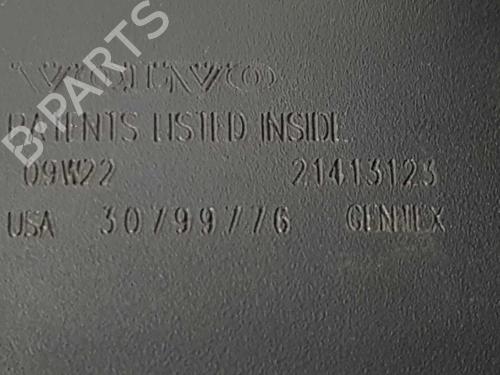 B-PARTS
VOLVO
PATENTS LISTED INSIDE
09W22 21413123
USA 30799776 GENTEX